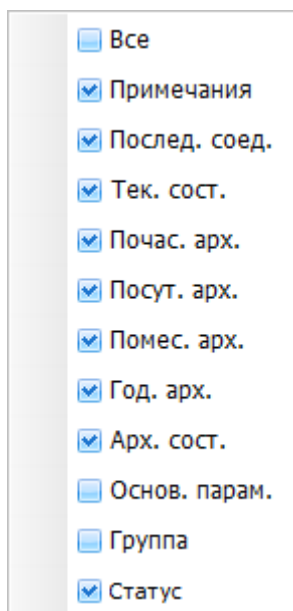 Все
Примечания
Послед. соед.
Тек. сост.
Почас. арх.
Посут. арх.
Помес. арх.
Год. арх.
Арх. сост.
Основ. парам.
Группа
Статус